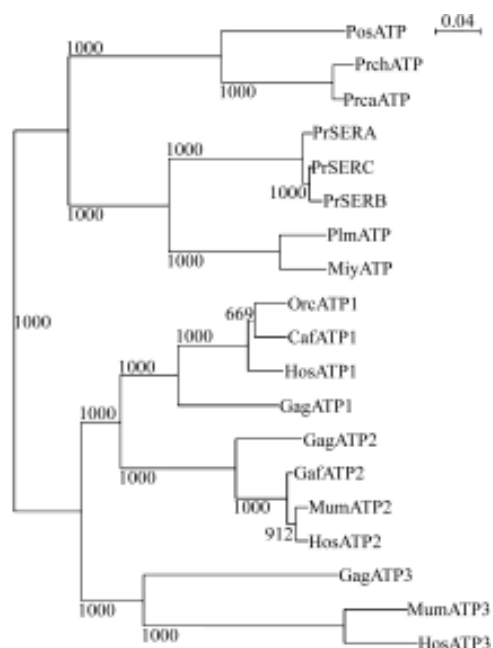 0.04
PosATP
1000
PrchATP
1000
PrcaATP
PrSERA
1000
PrSERC
1000
PrSERB
1000
PlmATP
1000
MiyATP
OrcATP1
669
1000
CafATP1
1000
HosATP1
1000
GagATP1
1000
GagATP2
1000
GafATP2
1000
MumATP2
912
HosATP2
GagATP3
1000
MumATP3
1000
HosATP3